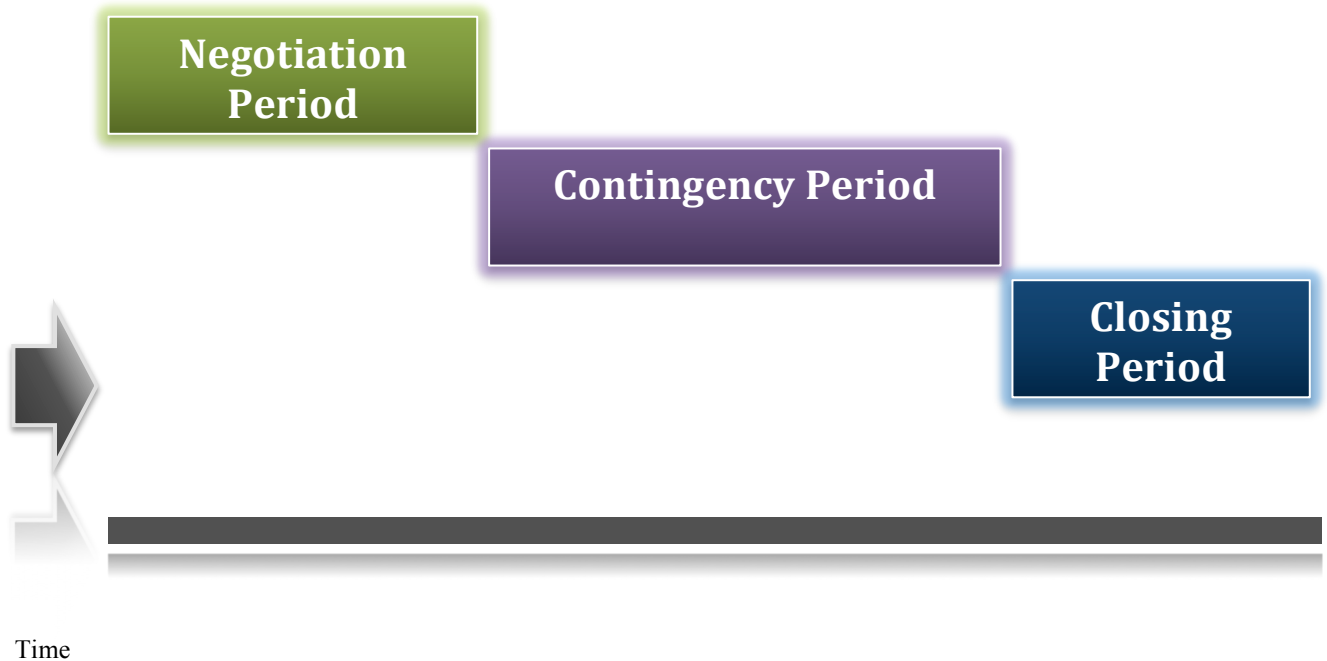 Negotiation
Period
Contingency Period
Closing
Period
Time